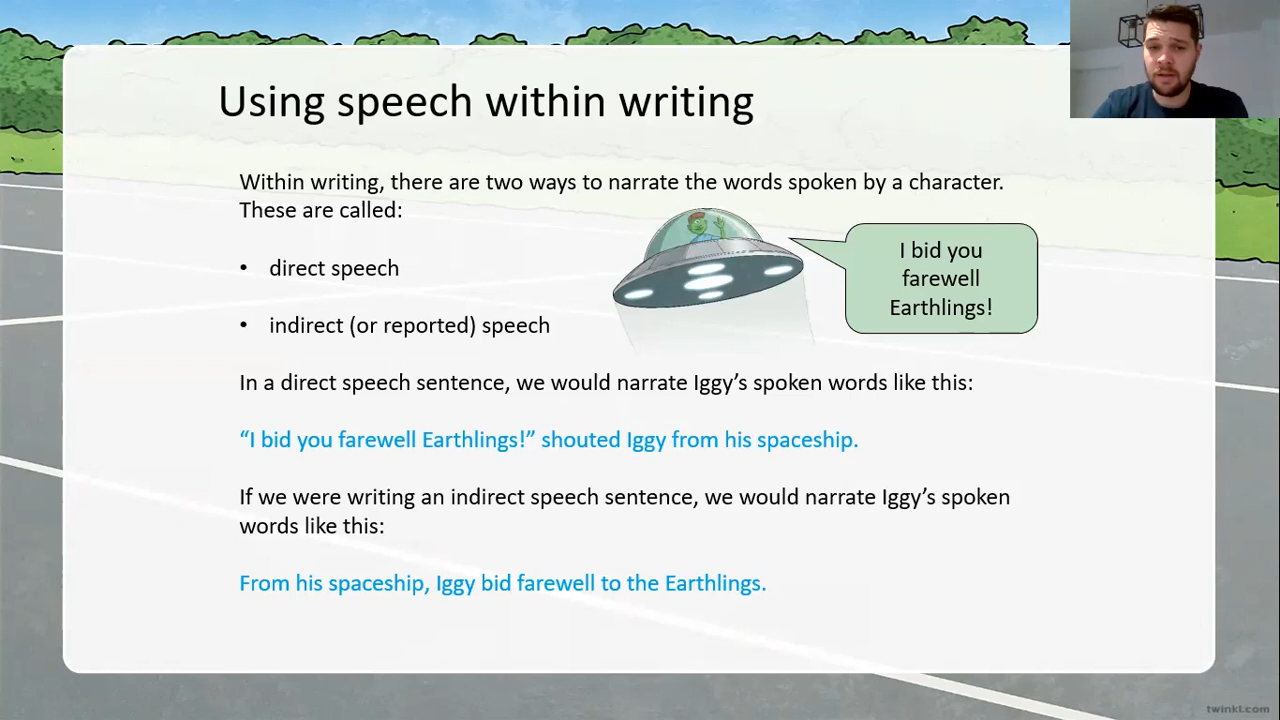 Using speech within writing
Within writing, there are two ways to narrate the words spoken by a character.
These are called:
• direct speech
• indirect (or reported) speech
I bid you
farewell
Earthlings!
In a direct speech sentence, we would narrate Iggy’s spoken words like this:
“I bid you farewell Earthlings!” shouted Iggy from his spaceship.
If we were writing an indirect speech sentence, we would narrate Iggy’s spoken
words like this:
From his spaceship, Iggy bid farewell to the Earthlings.
twinkl.com